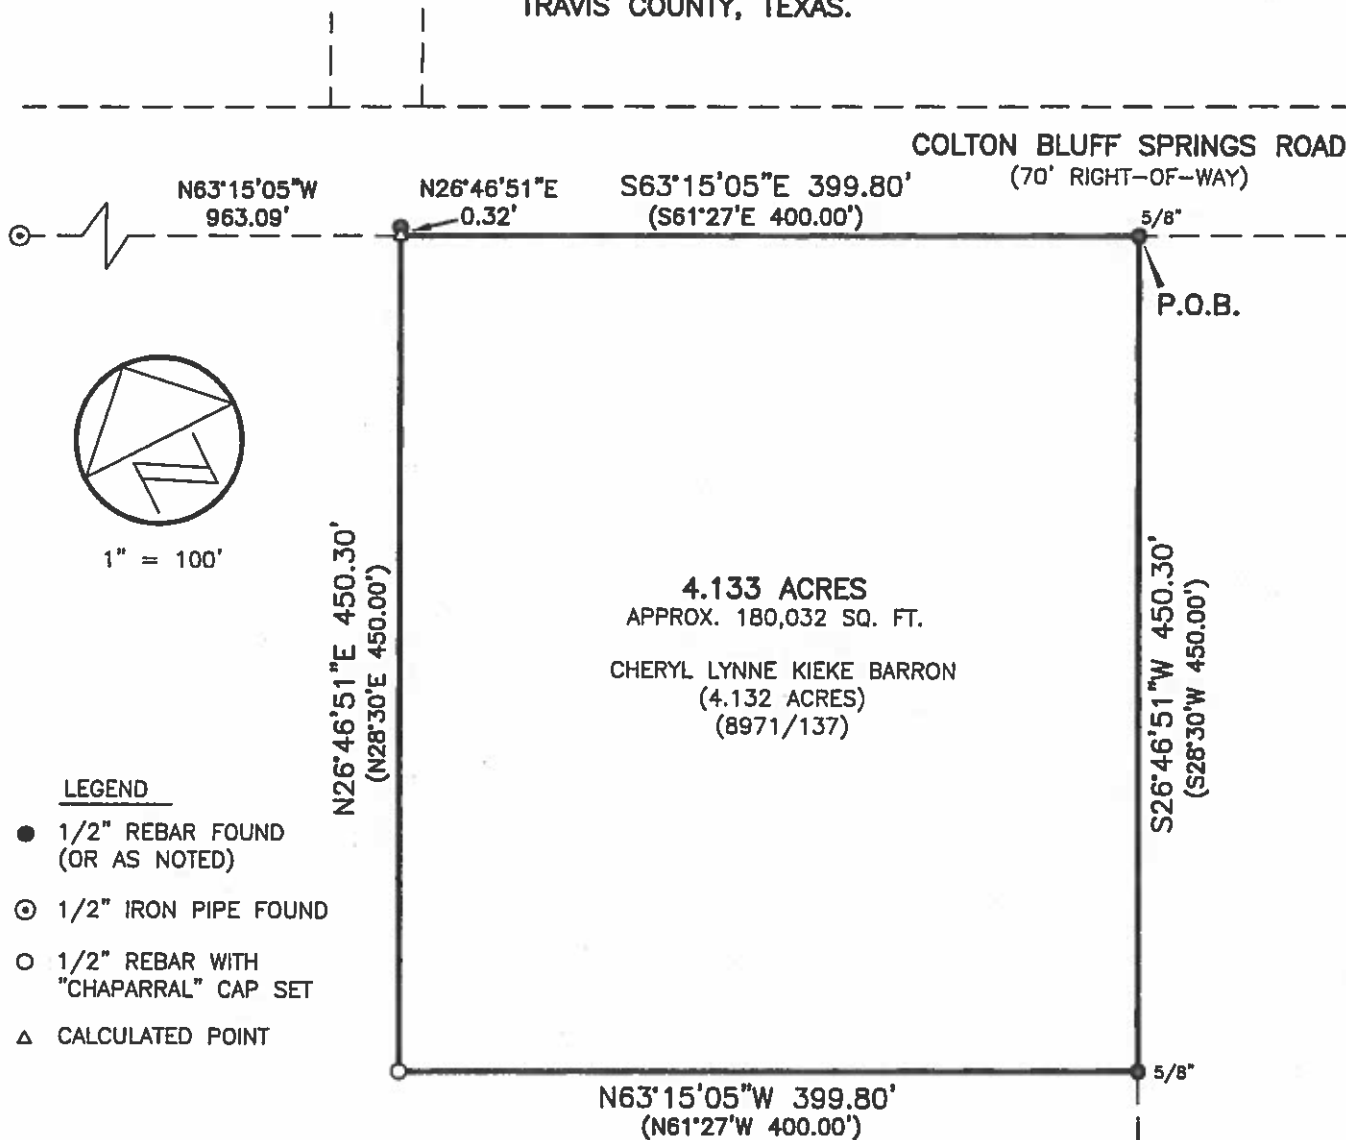 TRAVIS COUNTY, TEXAS.
COLTON BLUFF SPRINGS ROAD
(70' RIGHT-OF-WAY)
N63°15'05"W
963.09'
N26°46'51"E
0.32'
S63°15'05"E 399.80'
(S61°27'E 400.00')
5/8"
P.O.B.
1" = 100'
N26°46'51"E 450.30'
(N28°30'E 450.00')
4.133 ACRES
APPROX. 180,032 SQ. FT.
CHERYL LYNNE KIEKE BARRON
(4.132 ACRES)
(8971/137)
S26°46'51"W 450.30'
(S28°30'W 450.00')
LEGEND
1/2" REBAR FOUND
(OR AS NOTED)
1/2" IRON PIPE FOUND
1/2" REBAR WITH
"CHAPARRAL" CAP SET
CALCULATED POINT
5/8"
N63°15'05"W 399.80'
(N61°27'W 400.00')
N